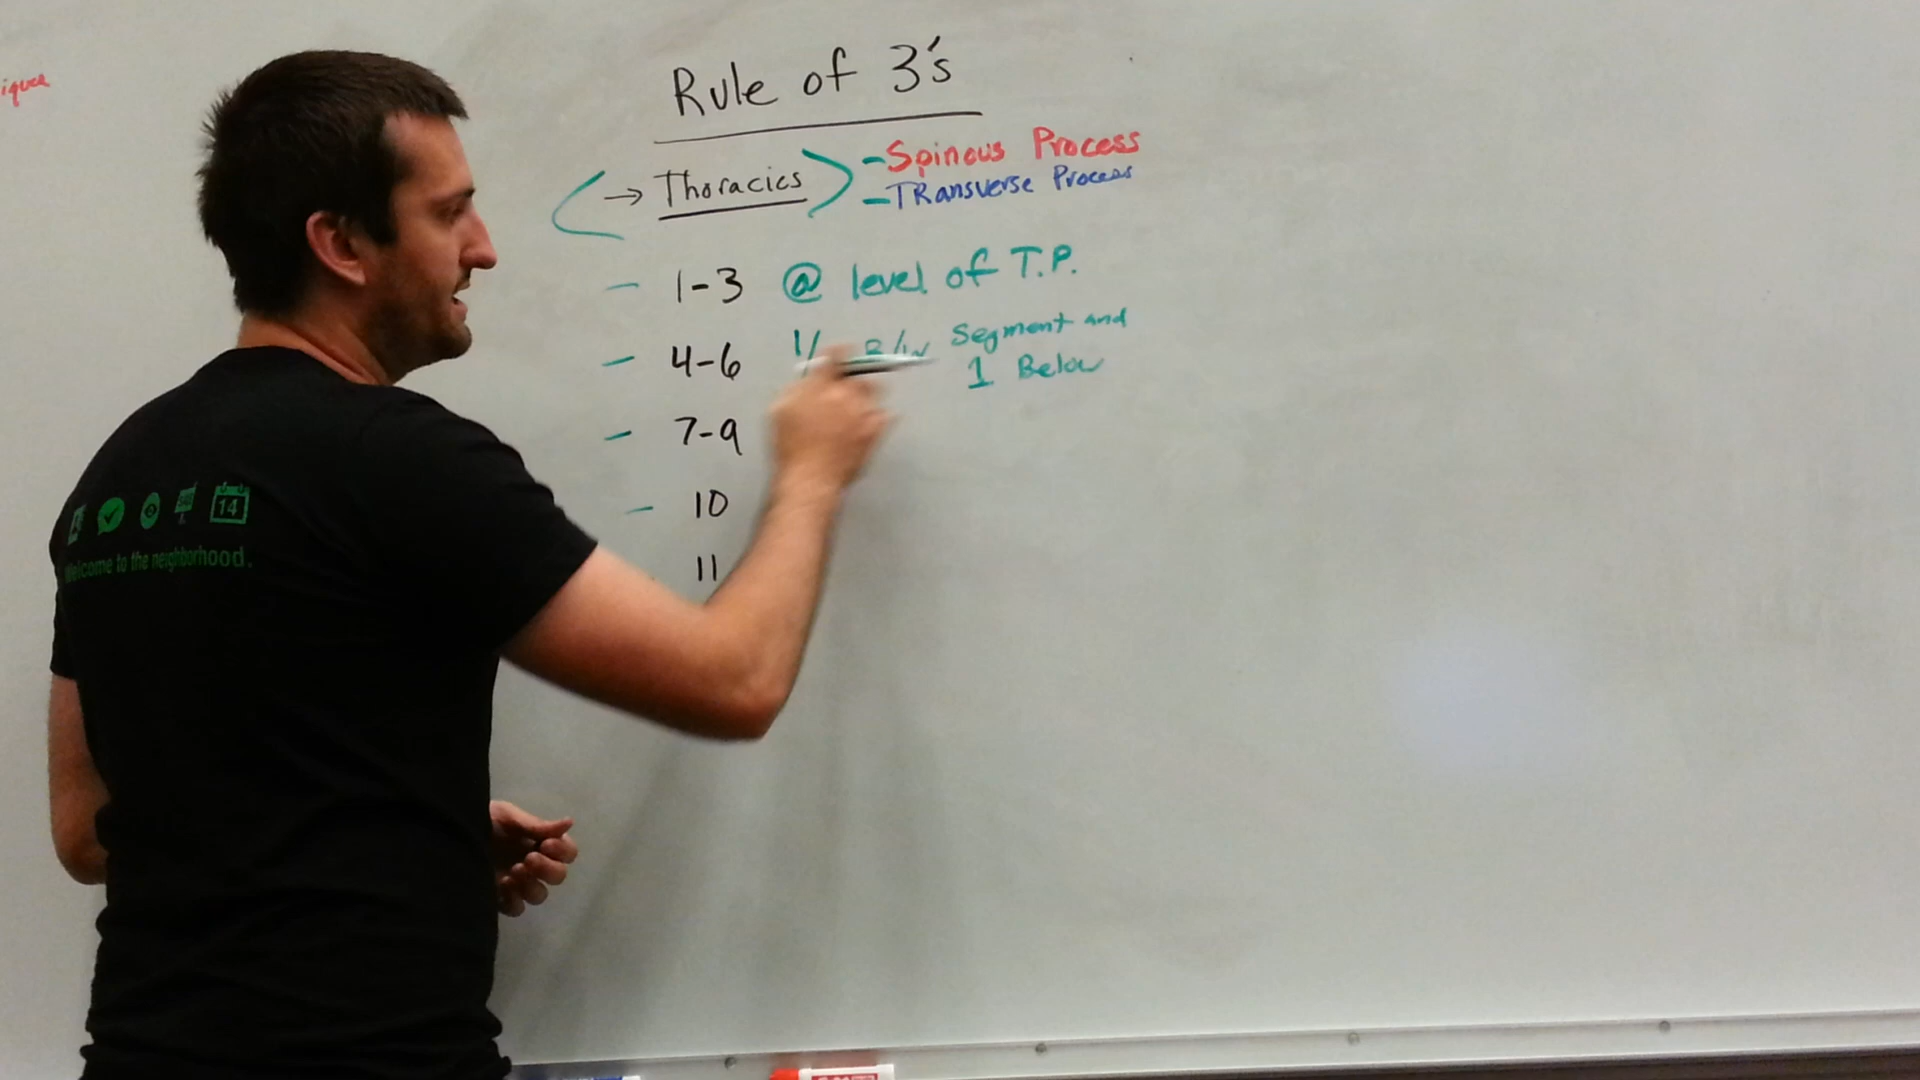 Rule of 3's
→ Thoracics
- Spinous Process
- TRansverse Process
- 1-3 @ level of T.P.
- 4-6 B/w Segment and
1 Below
- 7-9
- 10
11
14
Welcome to the neighborhood.